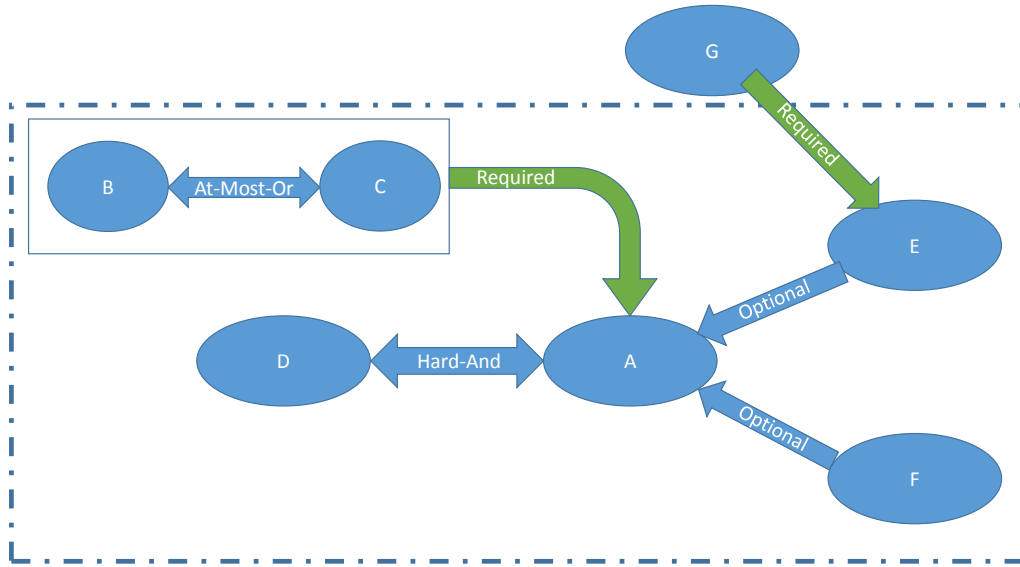 G
Required
B
At-Most-Or
C
Required
E
Optional
D
Hard-And
A
Optional
F